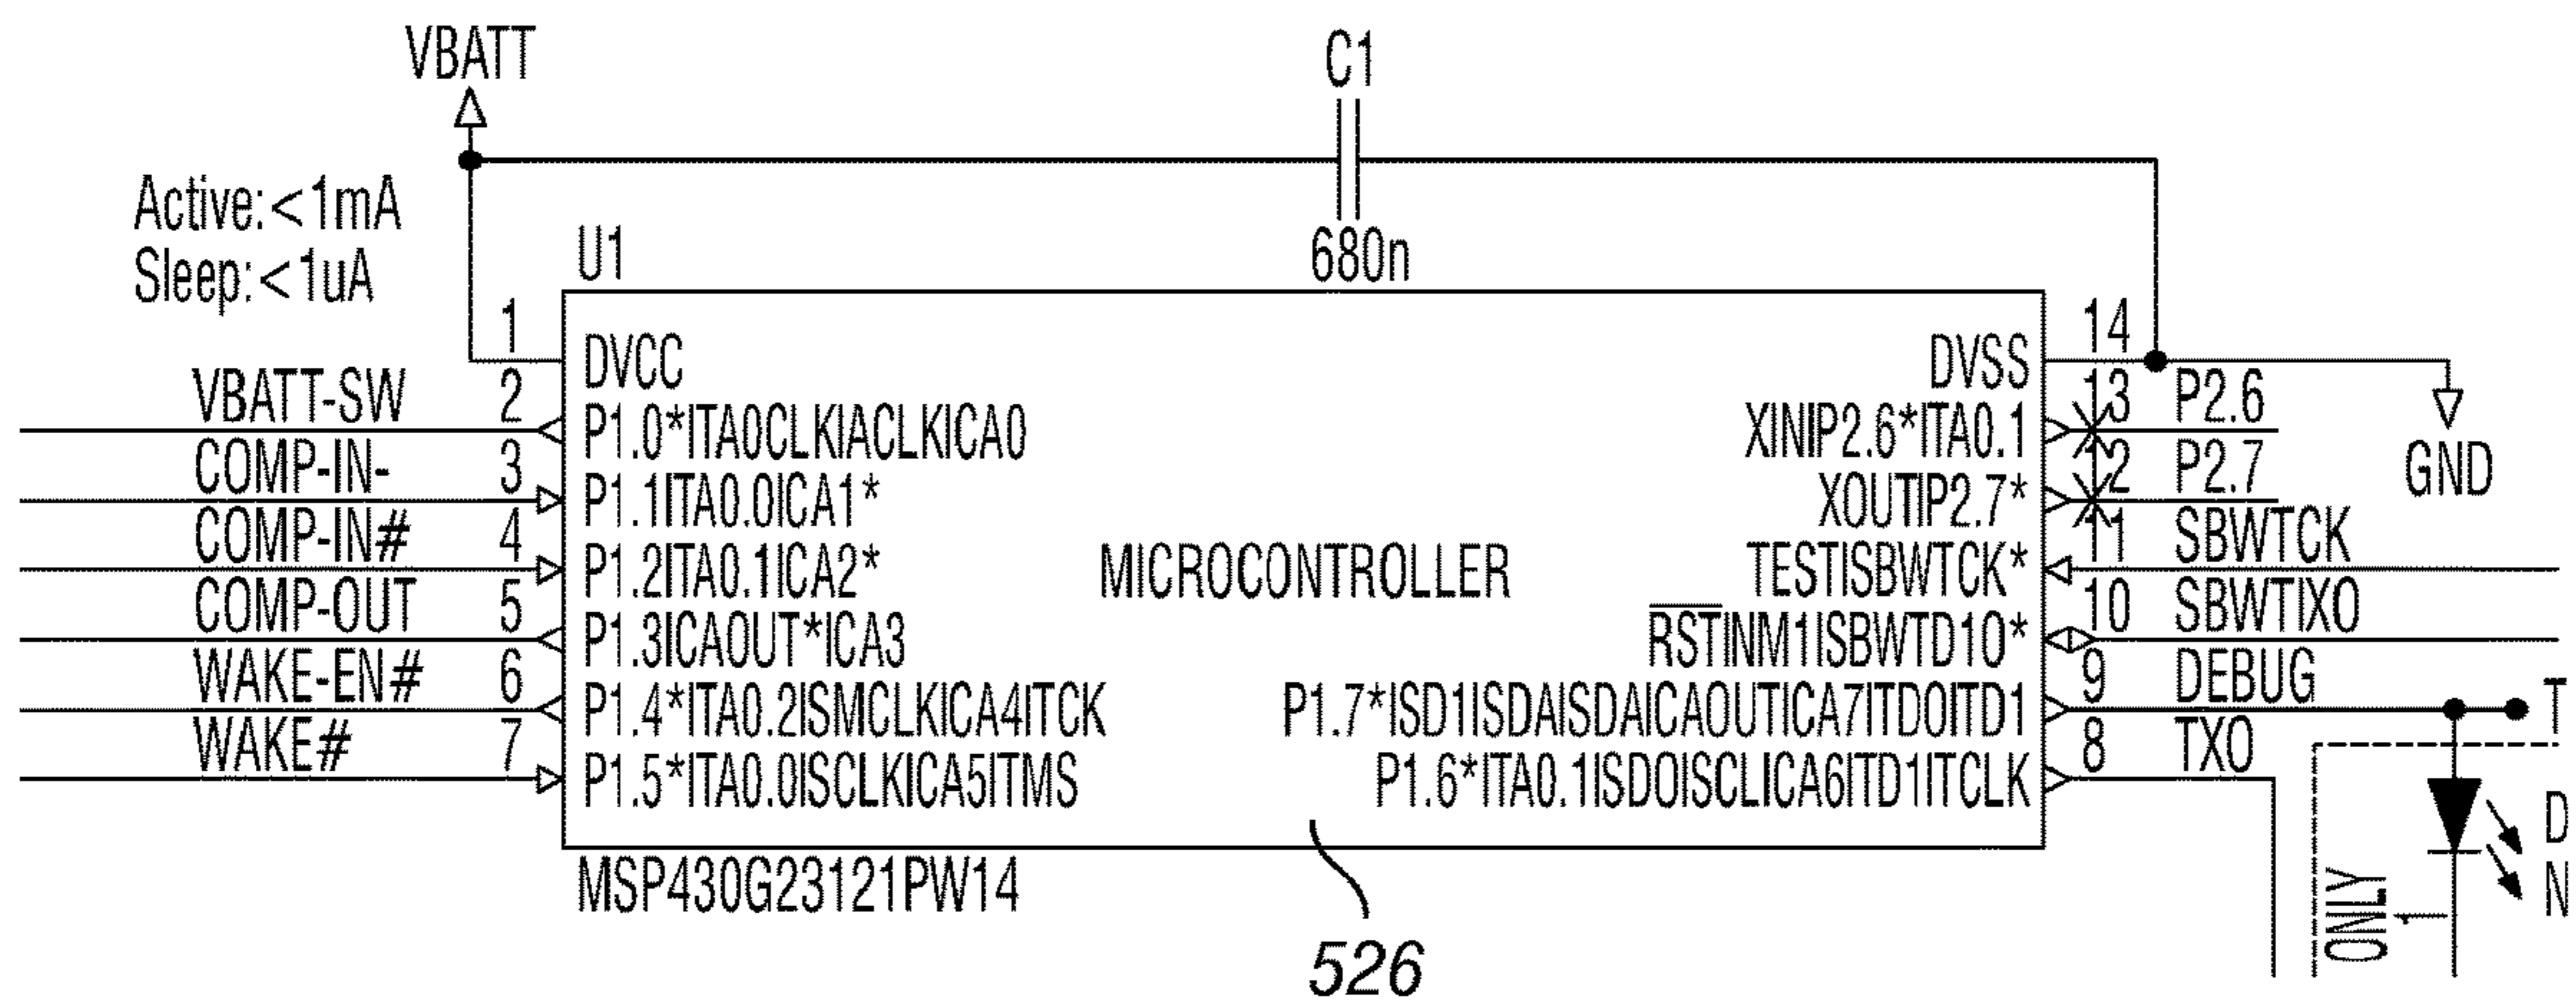 VBATT
C1
Active:<1mA
Sleep:<1uA
U1
680n
1
DVCC
DVSS
14
VBATT-SW
2
P1.0*ITA0CLKIACLKICA0
XINIP2.6*ITA0.1
13
P2.6
COMP-IN-
3
P1.1ITA0.0ICA1*
XOUTIP2.7*
12
P2.7
GND
COMP-IN#
4
P1.2ITA0.1ICA2*
MICROCONTROLLER
TESTISBWTCK*
11
SBWTCK
COMP-OUT
5
P1.3ICAOUT*ICA3
RSTINM1ISBWTD10*
10
SBWTIXO
WAKE-EN#
6
P1.4*ITA0.2ISMCLKICA4ITCK
P1.7*ISD1ISDAISDAICAOUTICA7ITDOITD1
9
DEBUG
T
WAKE#
7
P1.5*ITA0.0ISCLKICA5ITMS
P1.6*ITA0.1ISDOISCLICA6ITD1ITCLK
8
TXO
D
N
ONLY
MSP430G23121PW14
526